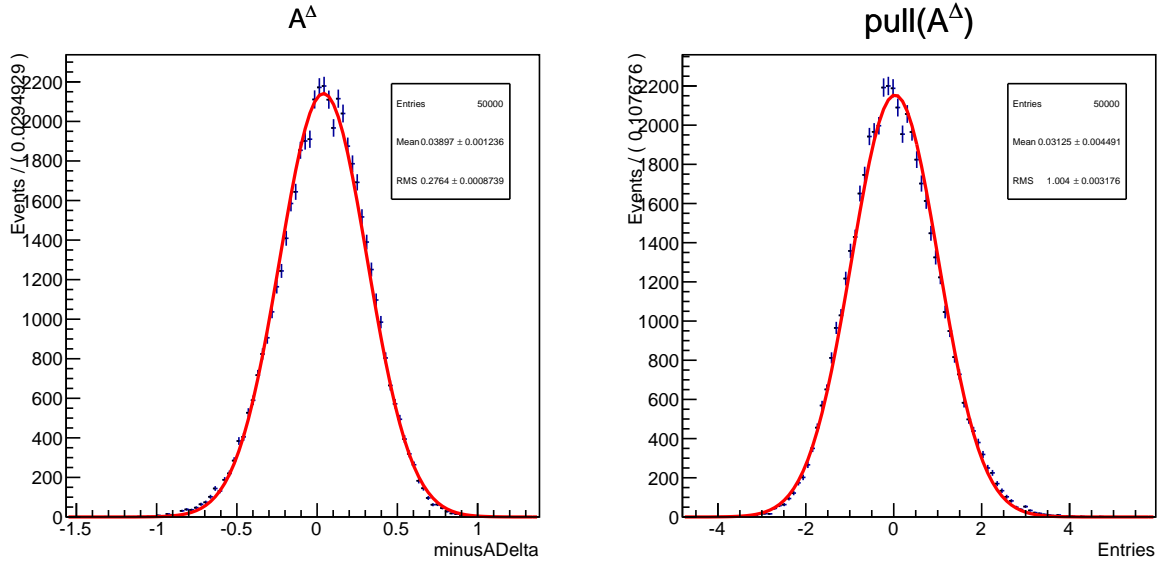 A^Δ
Events / ( 0.0294929 )
2200
2000
1800
1600
1400
1200
1000
800
600
400
200
0
Entries 50000
Mean 0.03897 ± 0.001236
RMS 0.2764 ± 0.0008739
-1.5 -1 -0.5 0 0.5 1
minusADelta
pull(A^Δ)
Events / ( 0.107676 )
2200
2000
1800
1600
1400
1200
1000
800
600
400
200
0
Entries 50000
Mean 0.03125 ± 0.004491
RMS 1.004 ± 0.003176
-4 -2 0 2 4
Entries